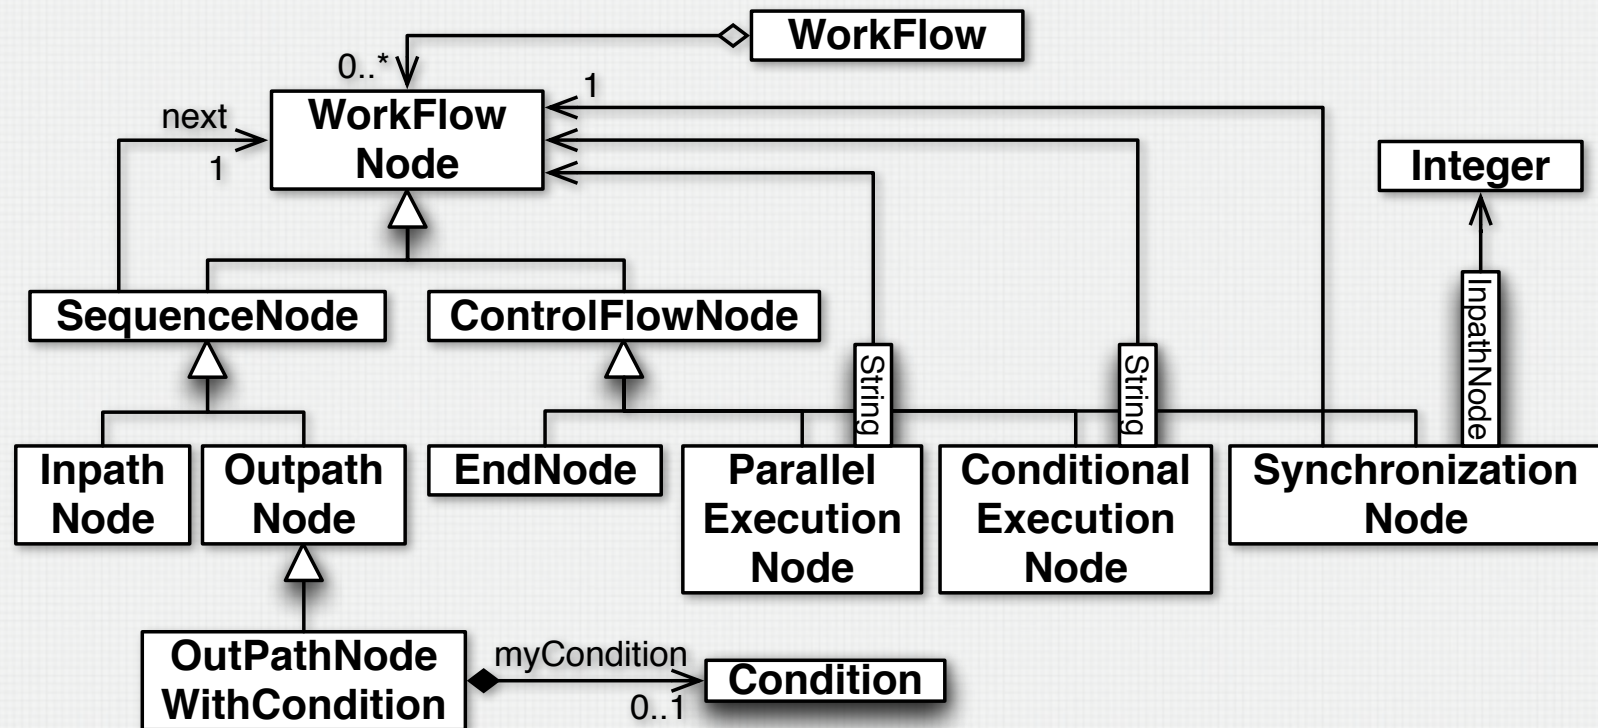 WorkFlow
0..*
1
WorkFlow
Node
next
1
Integer
InpathNode
SequenceNode
ControlFlowNode
String
String
Inpath
Node
Outpath
Node
EndNode
Parallel
Execution
Node
Conditional
Execution
Node
Synchronization
Node
OutPathNode
WithCondition
myCondition
0..1
Condition